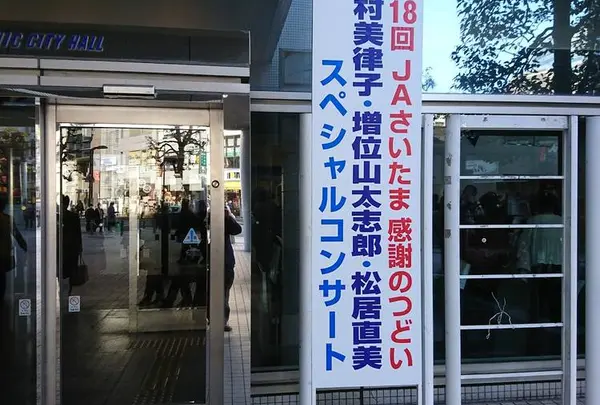 NIC CITY HALL
18回 JAさいたま 感謝のつどい
村美律子・増位山太志郎・松居直美
スペシャルコンサート